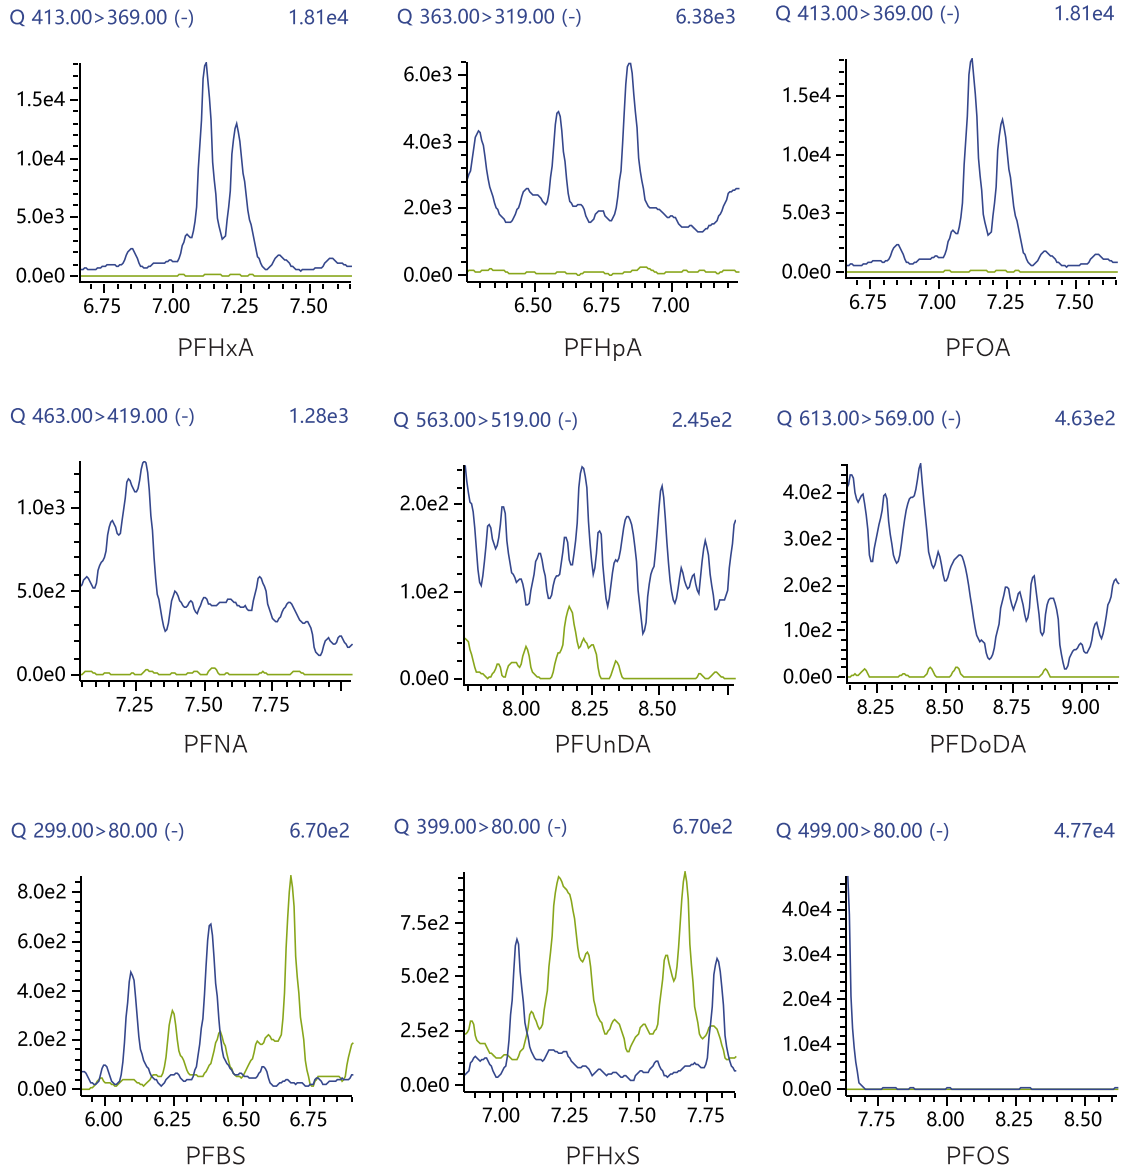 Q 413.00>369.00 (-) 1.81e4
1.5e4
1.0e4
5.0e3
0.0e0
6.75 7.00 7.25 7.50
PFHxA
Q 363.00>319.00 (-) 6.38e3
6.0e3
4.0e3
2.0e3
0.0e0
6.50 6.75 7.00
PFHpA
Q 413.00>369.00 (-) 1.81e4
1.5e4
1.0e4
5.0e3
0.0e0
6.75 7.00 7.25 7.50
PFOA
Q 463.00>419.00 (-) 1.28e3
1.0e3
5.0e2
0.0e0
7.25 7.50 7.75
PFNA
Q 563.00>519.00 (-) 2.45e2
2.0e2
1.0e2
0.0e0
8.00 8.25 8.50
PFUnDA
Q 613.00>569.00 (-) 4.63e2
4.0e2
3.0e2
2.0e2
1.0e2
0.0e0
8.25 8.50 8.75 9.00
PFDoDA
Q 299.00>80.00 (-) 6.70e2
8.0e2
6.0e2
4.0e2
2.0e2
0.0e0
6.00 6.25 6.50 6.75
PFBS
Q 399.00>80.00 (-) 6.70e2
7.5e2
5.0e2
2.5e2
0.0e0
7.00 7.25 7.50 7.75
PFHxS
Q 499.00>80.00 (-) 4.77e4
4.0e4
3.0e4
2.0e4
1.0e4
0.0e0
7.75 8.00 8.25 8.50
PFOS